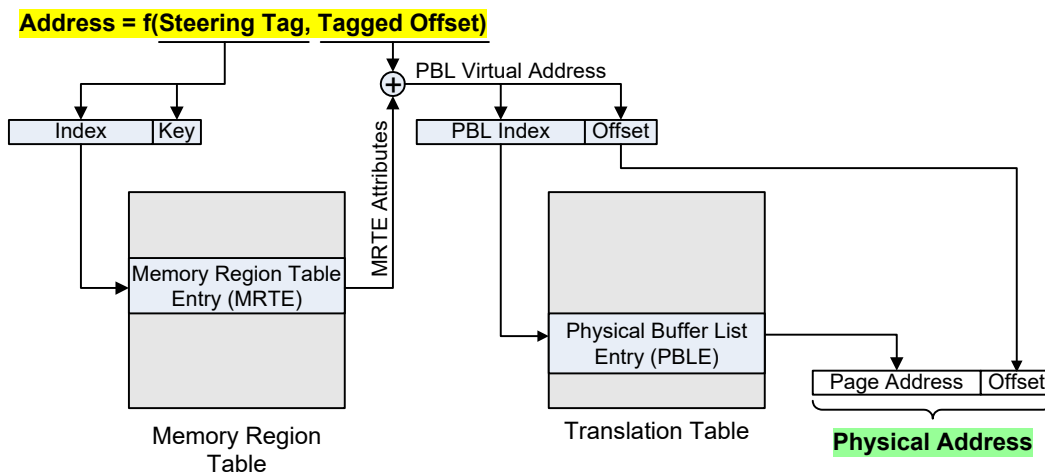 Address = f(Steering Tag, Tagged Offset)
PBL Virtual Address
Index
Key
PBL Index
Offset
MRTE Attributes
Memory Region Table
Entry (MRTE)
Physical Buffer List
Entry (PBLE)
Page Address
Offset
Memory Region
Table
Translation Table
Physical Address